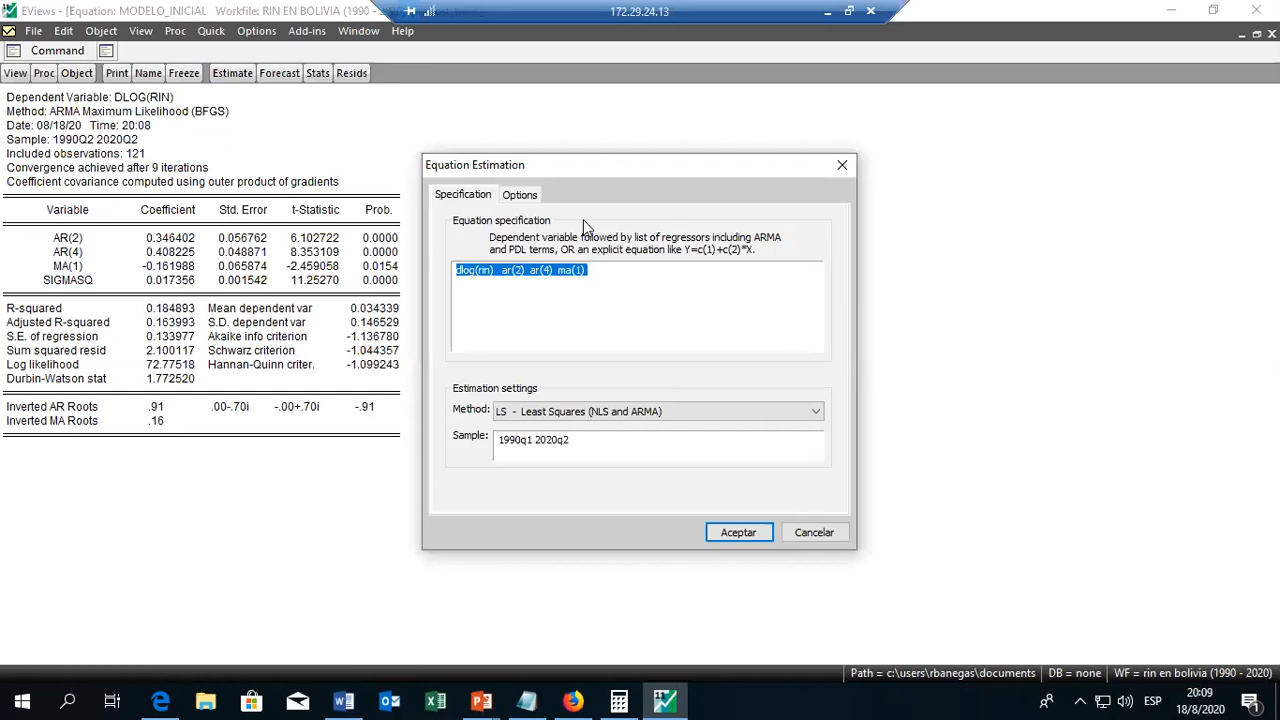 EViews - [Equation: MODELO_INICIAL Workfile: RIN EN BOLIVIA (1990 -
172.29.24.13
File Edit Object View Proc Quick Options Add-ins Window Help
Command
View Proc Object Print Name Freeze Estimate Forecast Stats Resids
Dependent Variable: DLOG(RIN)
Method: ARMA Maximum Likelihood (BFGS)
Date: 08/18/20 Time: 20:08
Sample: 1990Q2 2020Q2
Included observations: 121
Convergence achieved after 9 iterations
Coefficient covariance computed using outer product of gradients
Variable Coefficient Std. Error t-Statistic Prob.
AR(2) 0.346402 0.056762 6.102722 0.0000
AR(4) 0.408225 0.048871 8.353109 0.0000
MA(1) -0.161988 0.065874 -2.459058 0.0154
SIGMASQ 0.017356 0.001542 11.25270 0.0000
R-squared 0.184893 Mean dependent var 0.034339
Adjusted R-squared 0.163993 S.D. dependent var 0.146529
S.E. of regression 0.133977 Akaike info criterion -1.136780
Sum squared resid 2.100117 Schwarz criterion -1.044357
Log likelihood 72.77518 Hannan-Quinn criter. -1.099243
Durbin-Watson stat 1.772520
Inverted AR Roots .91 .00-.70i -.00+.70i -.91
Inverted MA Roots .16
Equation Estimation
Specification Options
Equation specification
Dependent variable followed by list of regressors including ARMA
and PDL terms, OR an explicit equation like Y=c(1)+c(2)*X.
dlog(rin) ar(2) ar(4) ma(1)
Estimation settings
Method: LS - Least Squares (NLS and ARMA)
Sample: 1990q1 2020q2
Aceptar Cancelar
Path = c:\users\rbanegas\documents DB = none WF = rin en bolivia (1990 - 2020)
ESP
20:09
18/8/2020
1